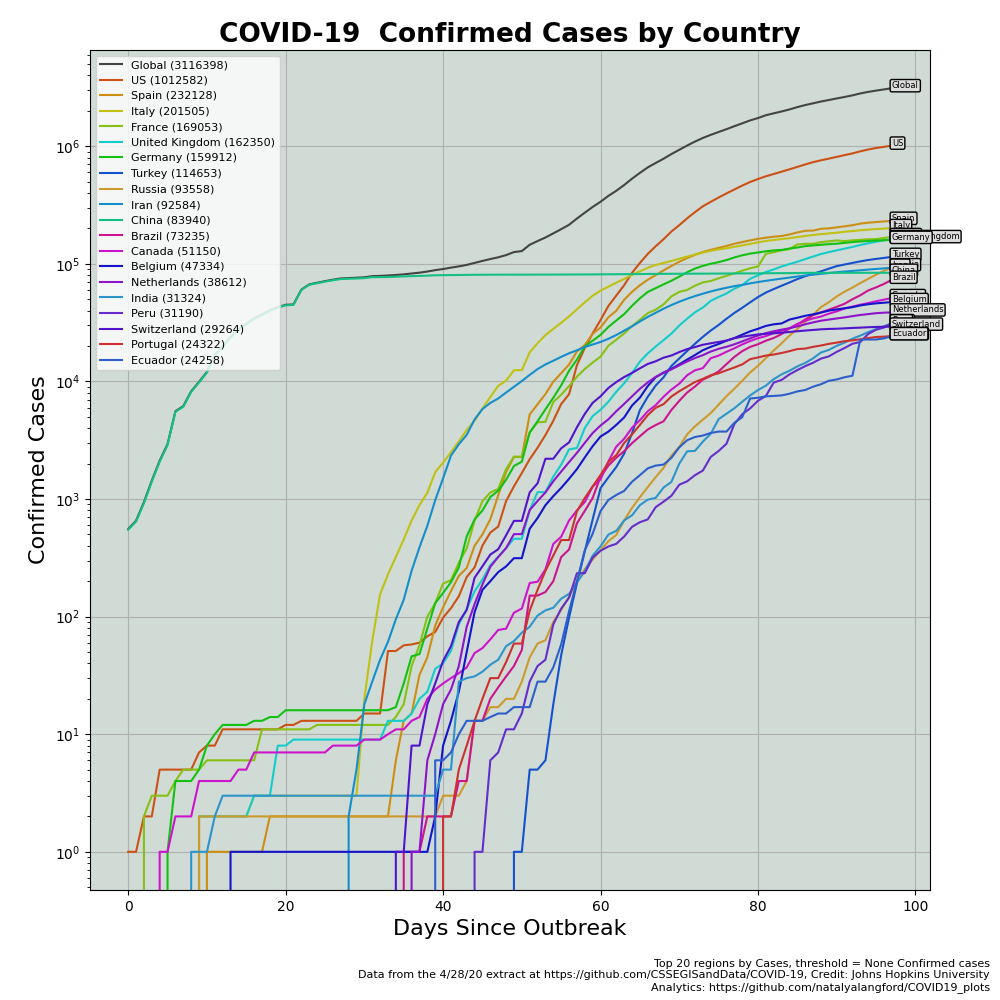 COVID-19  Confirmed Cases by Country
Global (3116398)
US (1012582)
Spain (232128)
Italy (201505)
France (169053)
United Kingdom (162350)
Germany (159912)
Turkey (114653)
Russia (93558)
Iran (92584)
China (83940)
Brazil (73235)
Canada (51150)
Belgium (47334)
Netherlands (38612)
India (31324)
Peru (31190)
Switzerland (29264)
Portugal (24322)
Ecuador (24258)
Global
US
Spain
Italy
Germany
Turkey
China
Brazil
Belgium
Netherlands
Switzerland
Ecuador
10^6
10^5
10^4
10^3
10^2
10^1
10^0
Confirmed Cases
0 20 40 60 80 100
Days Since Outbreak
Top 20 regions by Cases, threshold = None Confirmed cases
Data from the 4/28/20 extract at https://github.com/CSSEGISandData/COVID-19, Credit: Johns Hopkins University
Analytics: https://github.com/natalyalangford/COVID19_plots